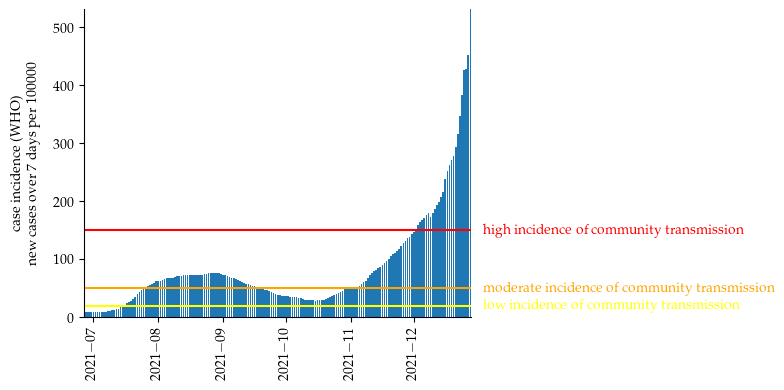 case incidence (WHO)
new cases over 7 days per 100000
500
400
300
200
100
0
high incidence of community transmission
moderate incidence of community transmission
low incidence of community transmission
2021−07
2021−08
2021−09
2021−10
2021−11
2021−12